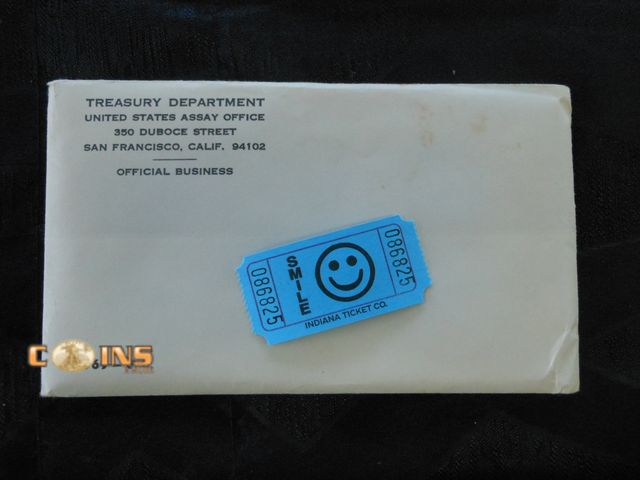 TREASURY DEPARTMENT
UNITED STATES ASSAY OFFICE
350 DUBOCE STREET
SAN FRANCISCO, CALIF. 94102
OFFICIAL BUSINESS
086825
SMILE
086825
INDIANA TICKET CO.
COINS